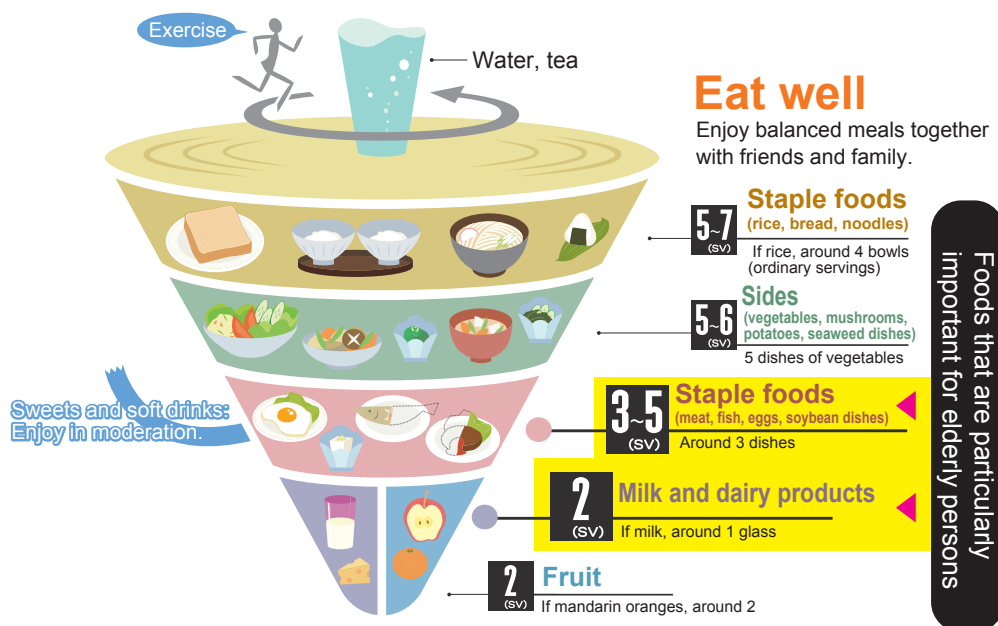 Exercise
Water, tea
Eat well
Enjoy balanced meals together
with friends and family.
5~7
(SV)
Staple foods
(rice, bread, noodles)
If rice, around 4 bowls
(ordinary servings)
5~6
(SV)
Sides
(vegetables, mushrooms,
potatoes, seaweed dishes)
5 dishes of vegetables
Sweets and soft drinks:
Enjoy in moderation.
3~5
(SV)
Staple foods
(meat, fish, eggs, soybean dishes)
Around 3 dishes
2
(SV)
Milk and dairy products
If milk, around 1 glass
2
(SV)
Fruit
If mandarin oranges, around 2
Foods that are particularly
important for elderly persons